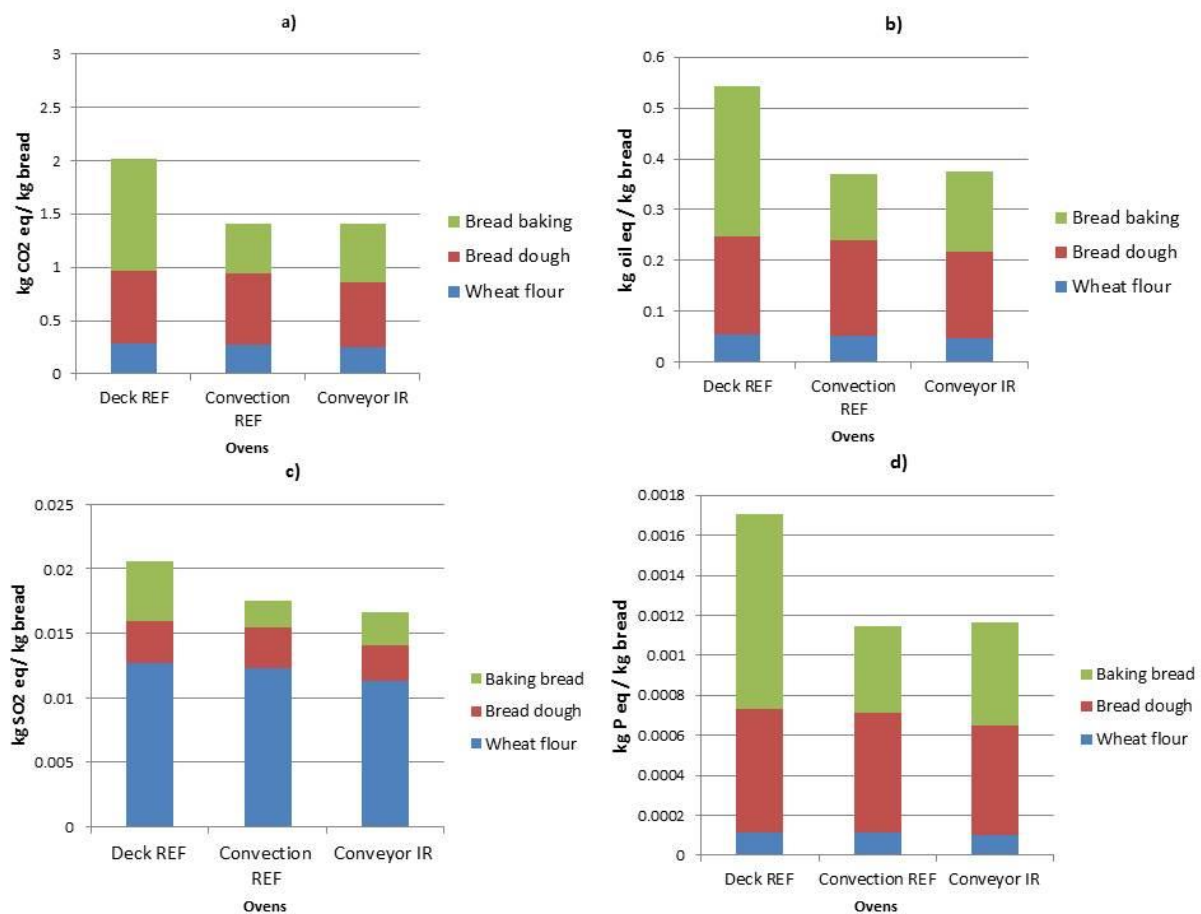 a)
3
2.5
2
1.5
1
0.5
0
kg CO2 eq/ kg bread
Deck REF
Convection
REF
Conveyor IR
Ovens
Bread baking
Bread dough
Wheat flour
b)
0.6
0.5
0.4
0.3
0.2
0.1
0
kg oil eq / kg bread
Deck REF
Convection
REF
Conveyor IR
Ovens
Bread baking
Bread dough
Wheat flour
c)
0.025
0.02
0.015
0.01
0.005
0
kg SO2 eq/ kg bread
Deck REF
Convection
REF
Conveyor IR
Ovens
Baking bread
Bread dough
Wheat flour
d)
0.0018
0.0016
0.0014
0.0012
0.001
0.0008
0.0006
0.0004
0.0002
0
kg P eq / kg bread
Deck REF
Convection REF
Conveyor IR
Ovens
Baking bread
Bread dough
Wheat flour